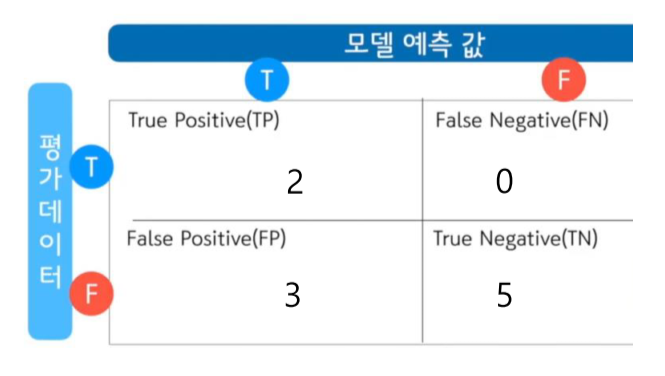 모델 예측 값
T
F
평가데이터
T
True Positive(TP)
False Negative(FN)
2
0
F
False Positive(FP)
True Negative(TN)
3
5